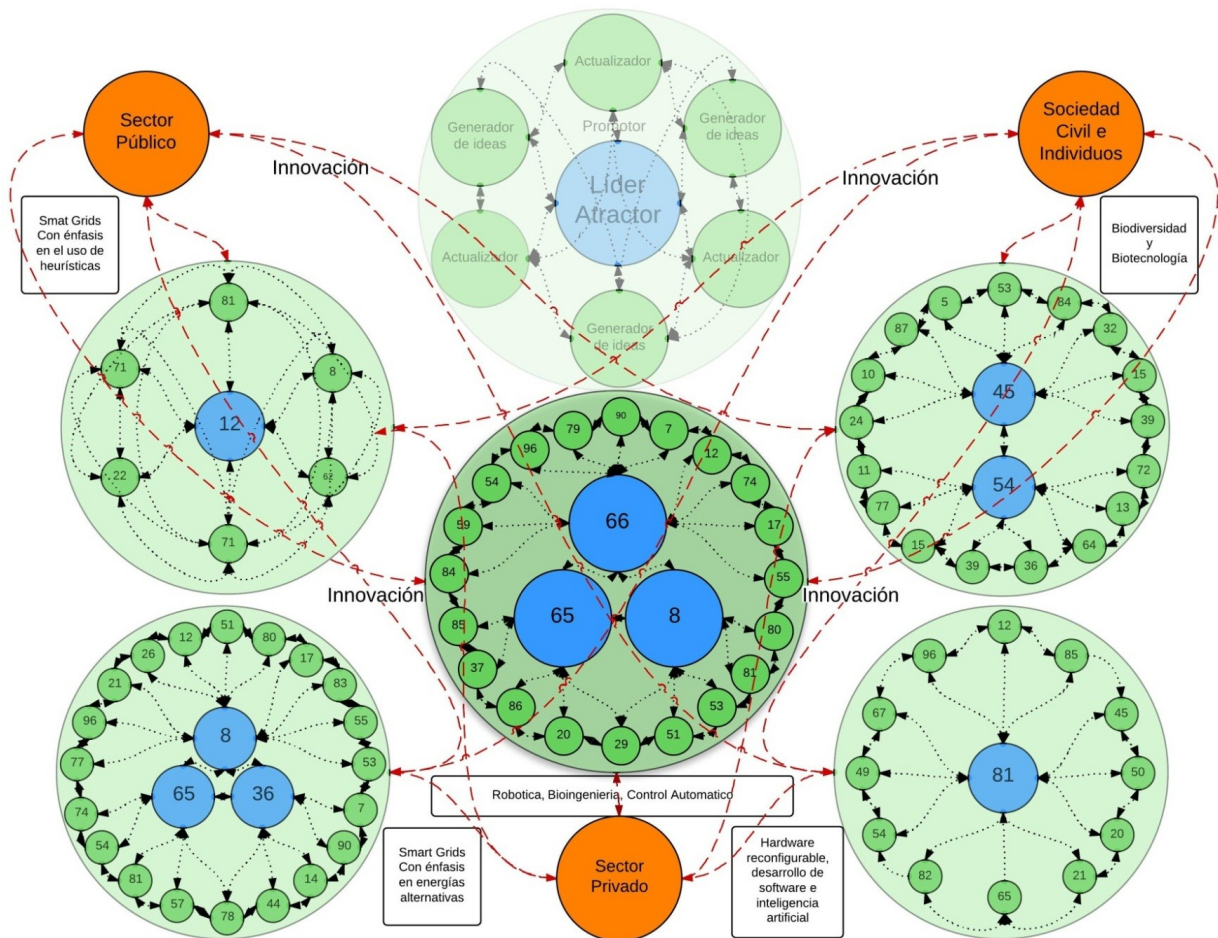 Actualizador
Generador
de ideas
Promotor
Generador
de ideas
Líder
Atractor
Actualizador
Actualizador
Generador
de ideas
Sector
Público
Innovación
Sociedad
Civil e
Individuos
Innovación
Smat Grids
Con énfasis
en el uso de
heurísticas
Biodiversidad
y
Biotecnología
81
71
8
12
22
62
71
53
5
84
87
32
10
15
45
24
39
11
54
72
77
13
15
64
39
36
90
79
7
96
12
54
74
66
59
17
84
55
65
8
85
80
37
81
86
53
20
51
29
Innovación
Innovación
51
12
80
26
17
21
83
96
55
8
77
53
65
36
74
7
54
90
81
14
57
44
78
12
96
85
67
45
49
81
50
54
20
82
21
65
Robotica, Bioingenieria, Control Automatico
Smart Grids
Con énfasis
en energías
alternativas
Sector
Privado
Hardware
reconfigurable,
desarrollo de
software e
inteligencia
artificial